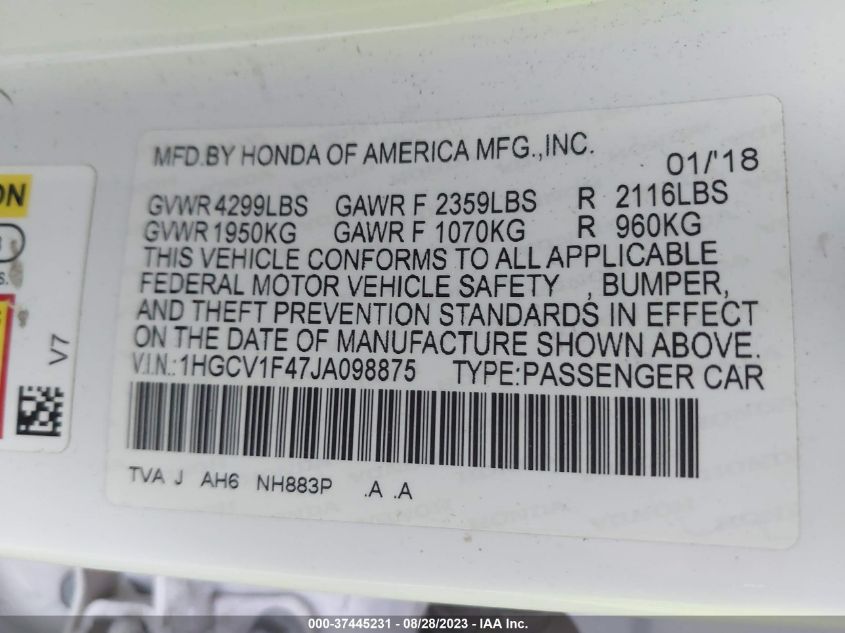 MFD.BY HONDA OF AMERICA MFG.,INC. 01/'18
GVWR 4299LBS GAWR F 2359LBS R 2116LBS
GVWR 1950KG GAWR F 1070KG R 960KG
THIS VEHICLE CONFORMS TO ALL APPLICABLE
FEDERAL MOTOR VEHICLE SAFETY , BUMPER,
AND THEFT PREVENTION STANDARDS IN EFFECT
ON THE DATE OF MANUFACTURE SHOWN ABOVE.
V.I.N.:1HGCV1F47JA098875 TYPE:PASSENGER CAR
TVA J AH6 NH883P .A .A
V7
000-37445231 - 08/28/2023 - © IAA Inc.